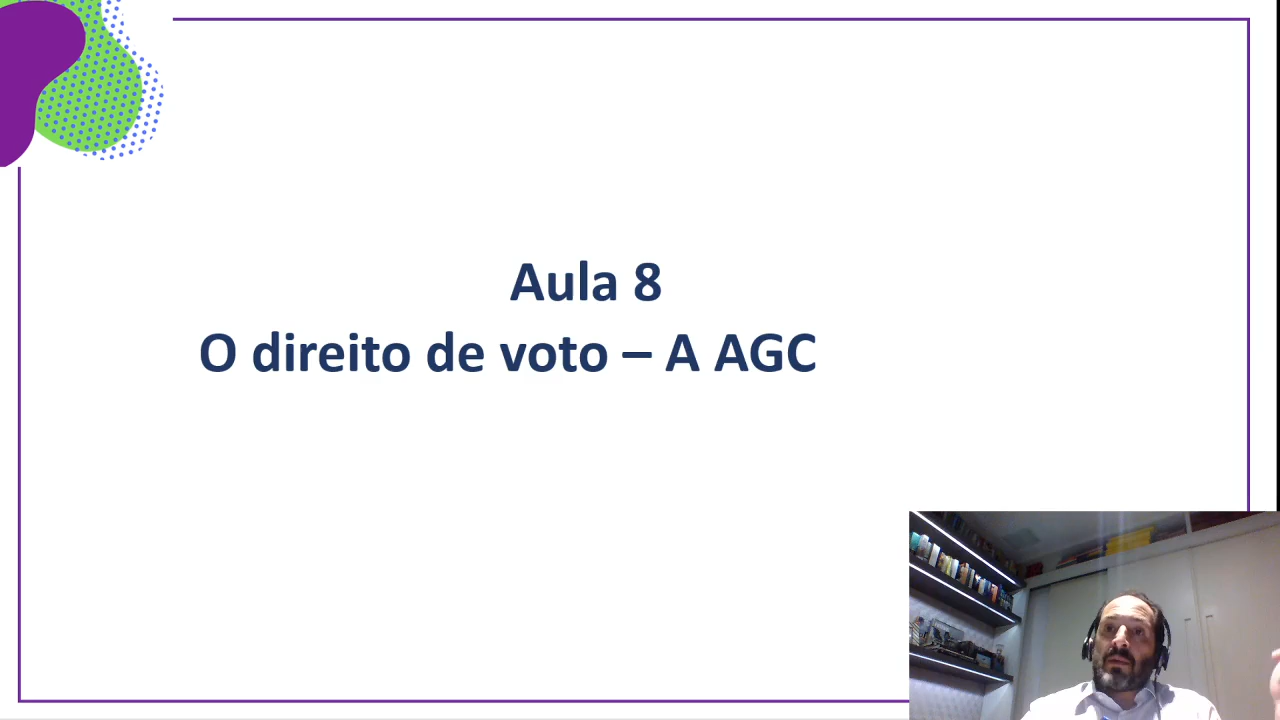 Aula 8
O direito de voto – A AGC